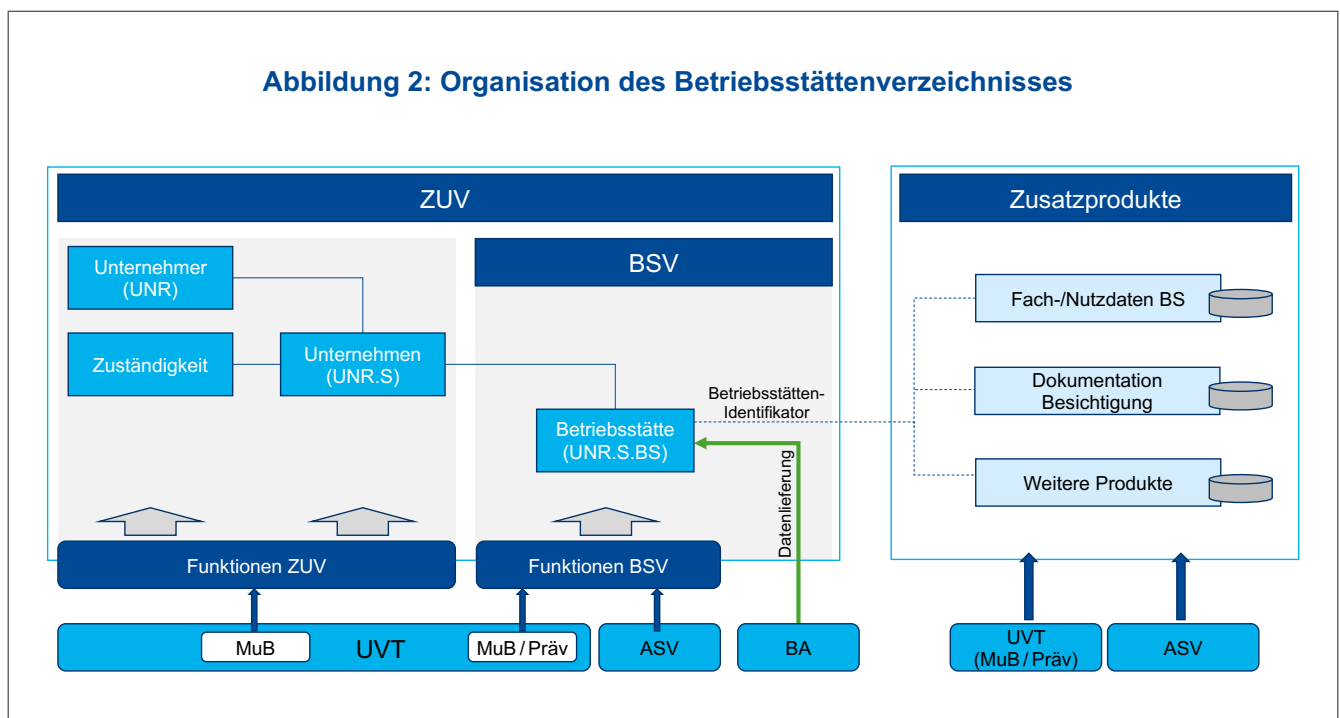 Abbildung 2: Organisation des Betriebsstättenverzeichnisses
ZUV
Unternehmer
(UNR)
Zuständigkeit
Unternehmen
(UNR.S)
BSV
Betriebsstätte
(UNR.S.BS)
Betriebsstätten-
Identifikator
Datenlieferung
Funktionen ZUV
Funktionen BSV
MuB
UVT
MuB / Präv
ASV
BA
Zusatzprodukte
Fach-/Nutzdaten BS
Dokumentation
Besichtigung
Weitere Produkte
UVT
(MuB / Präv)
ASV